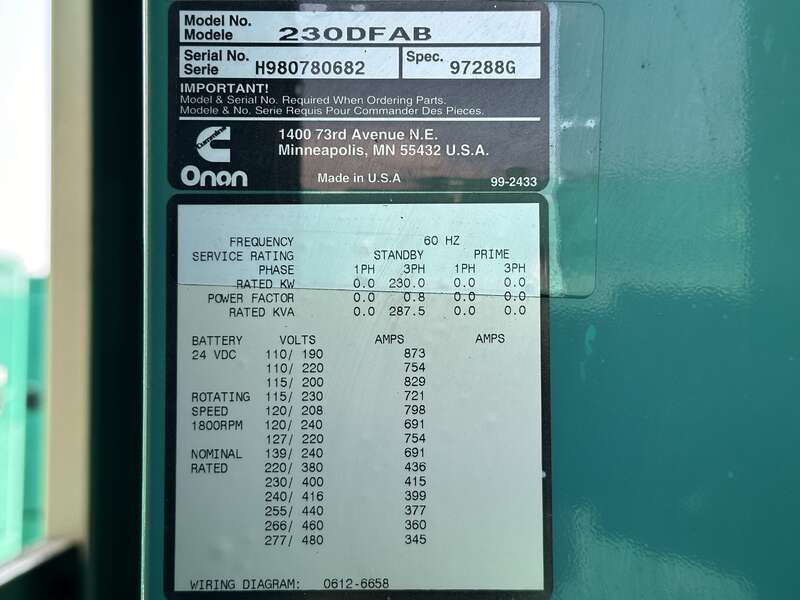 Model No.
Modele 230DFAB
Serial No. Spec.
Serie H980780682 97288G
IMPORTANT!
Model & Serial No. Required When Ordering Parts.
Modele & No. Serie Requis Pour Commander Des Pieces.
Cummins
1400 73rd Avenue N.E.
Minneapolis, MN 55432 U.S.A.
Onan
Made in U.S.A 99-2433
FREQUENCY 60 HZ
SERVICE RATING STANDBY PRIME
PHASE 1PH 3PH 1PH 3PH
RATED KW 0.0 230.0 0.0 0.0
POWER FACTOR 0.0 0.8 0.0 0.0
RATED KVA 0.0 287.5 0.0 0.0
BATTERY VOLTS AMPS AMPS
24 VDC 110/ 190 873
110/ 220 754
115/ 200 829
ROTATING 115/ 230 721
SPEED 120/ 208 798
1800RPM 120/ 240 691
127/ 220 754
NOMINAL 139/ 240 691
RATED 220/ 380 436
230/ 400 415
240/ 416 399
255/ 440 377
266/ 460 360
277/ 480 345
WIRING DIAGRAM: 0612-6658